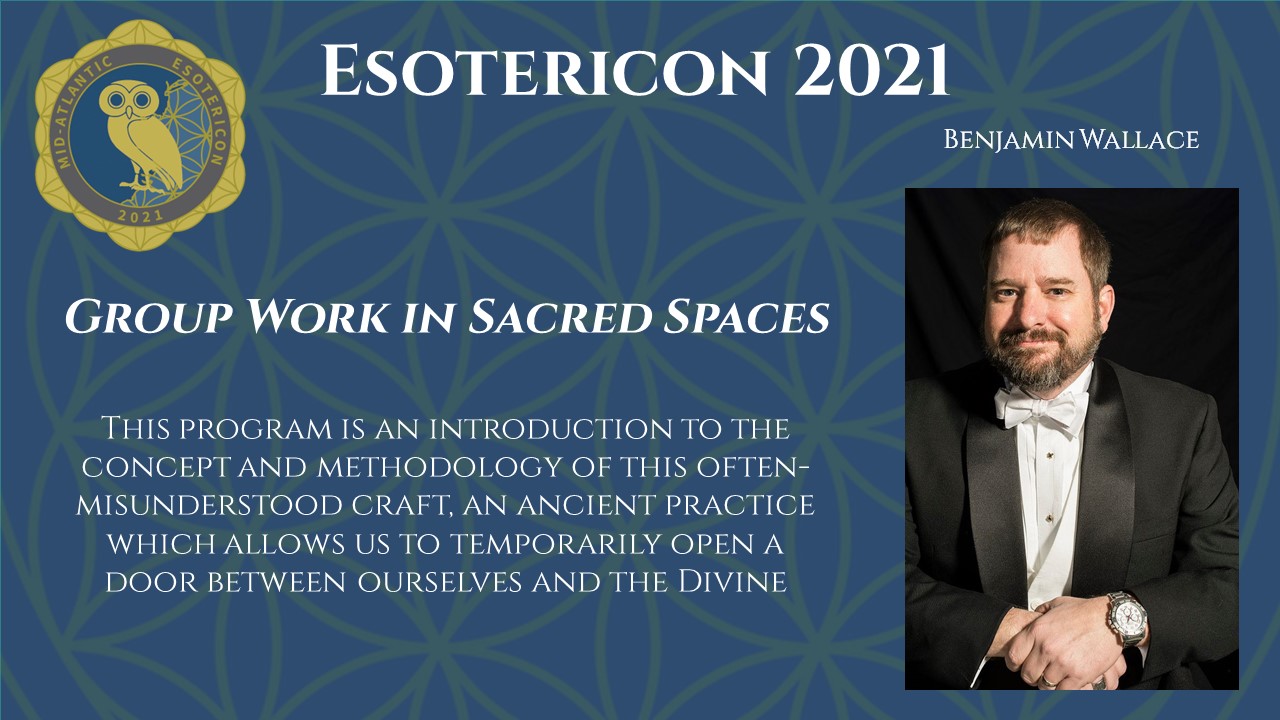 MID-ATLANTIC ESOTERICON
2021
ESOTERICON 2021
BENJAMIN WALLACE
GROUP WORK IN SACRED SPACES
THIS PROGRAM IS AN INTRODUCTION TO THE
CONCEPT AND METHODOLOGY OF THIS OFTEN-
MISUNDERSTOOD CRAFT, AN ANCIENT PRACTICE
WHICH ALLOWS US TO TEMPORARILY OPEN A
DOOR BETWEEN OURSELVES AND THE DIVINE